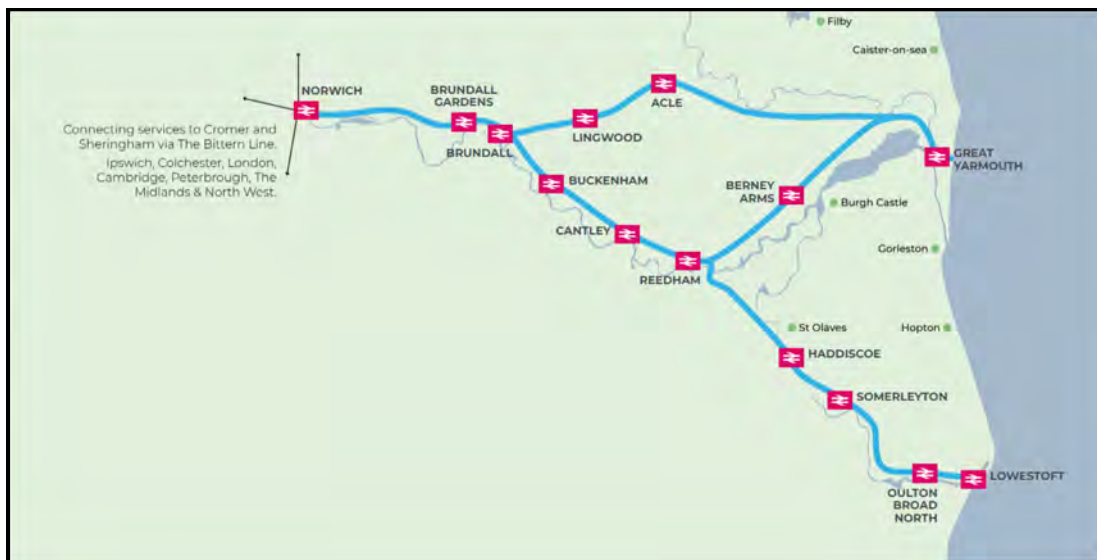 Filby
Caister-on-sea
NORWICH
BRUNDALL
GARDENS
ACLE
Connecting services to Cromer and
Sheringham via The Bittern Line.
Ipswich, Colchester, London,
Cambridge, Peterbrough, The
Midlands & North West.
LINGWOOD
BRUNDALL
GREAT
YARMOUTH
BUCKENHAM
BERNEY
ARMS
Burgh Castle
CANTLEY
Gorleston
REEDHAM
St Olaves
Hopton
HADDISCOE
SOMERLEYTON
LOWESTOFT
OULTON
BROAD
NORTH